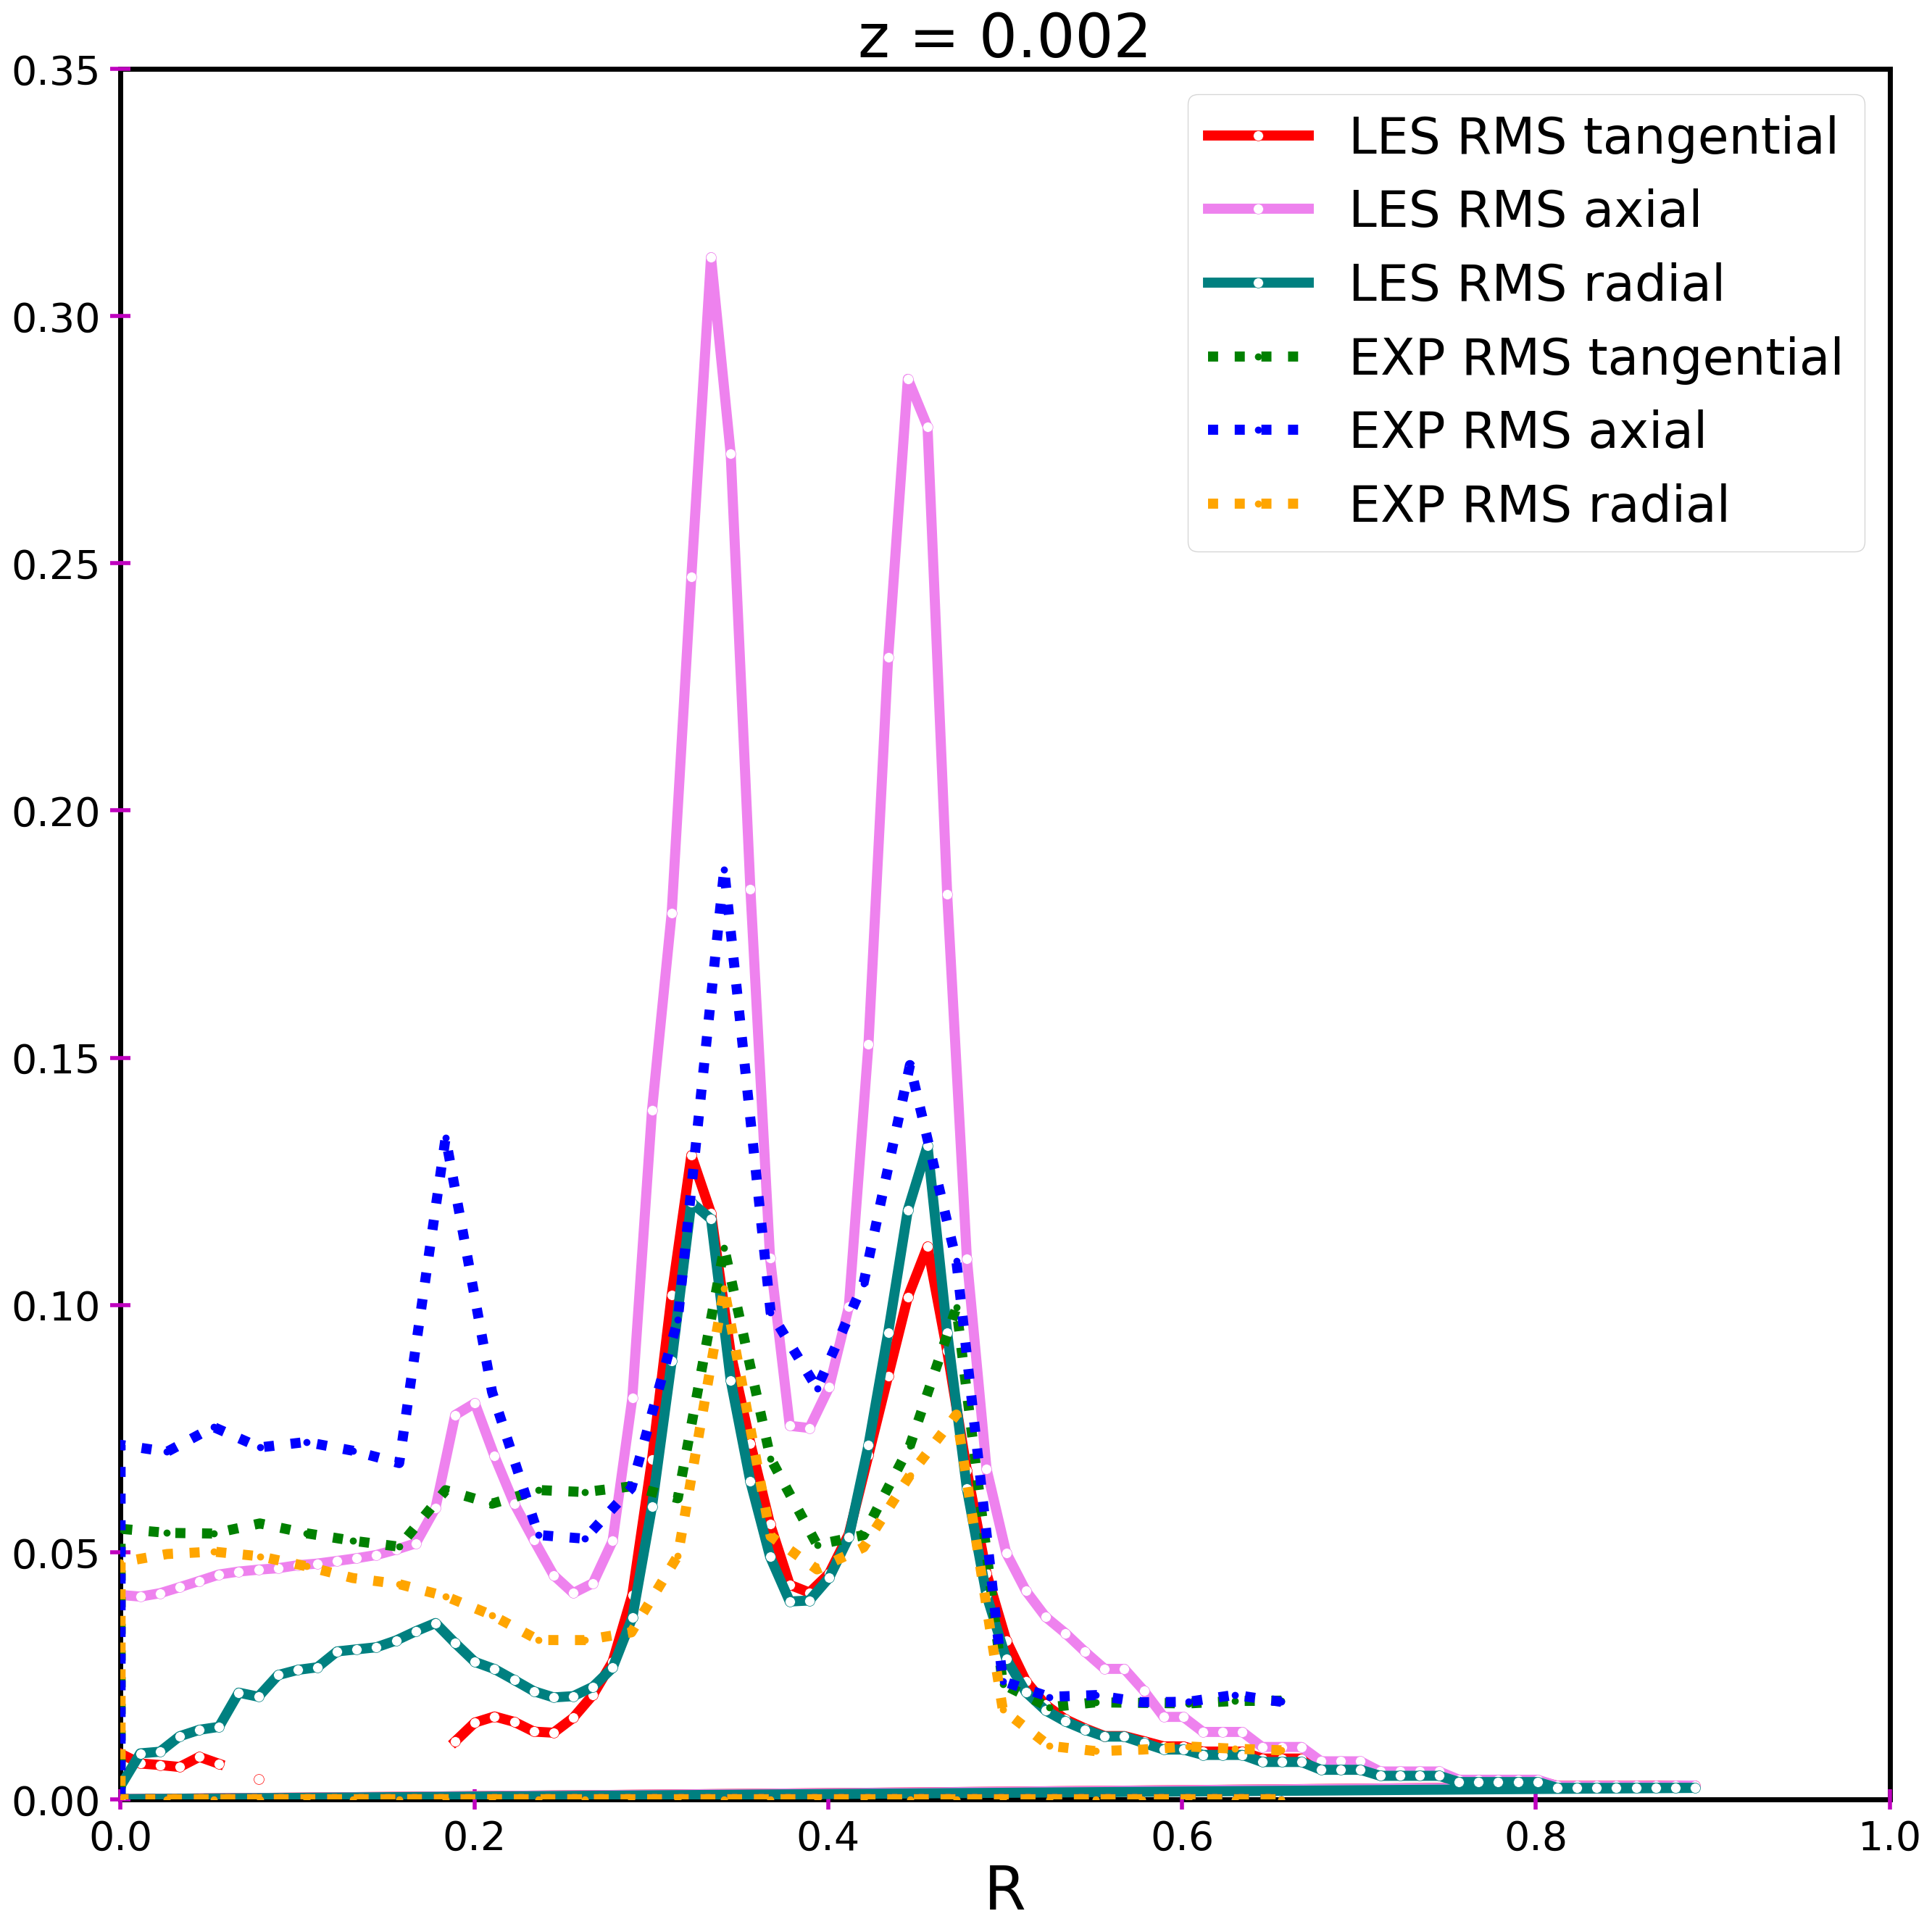 z = 0.002
0.35
0.30
0.25
0.20
0.15
0.10
0.05
0.00
LES RMS tangential
LES RMS axial
LES RMS radial
EXP RMS tangential
EXP RMS axial
EXP RMS radial
0.0 0.2 0.4 0.6 0.8 1.0
R